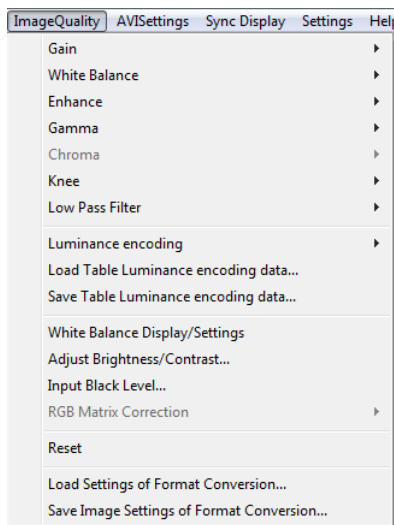 ImageQuality AVISettings Sync Display Settings Help
Gain
White Balance
Enhance
Gamma
Chroma
Knee
Low Pass Filter
Luminance encoding
Load Table Luminance encoding data...
Save Table Luminance encoding data...
White Balance Display/Settings
Adjust Brightness/Contrast...
Input Black Level...
RGB Matrix Correction
Reset
Load Settings of Format Conversion...
Save Image Settings of Format Conversion...